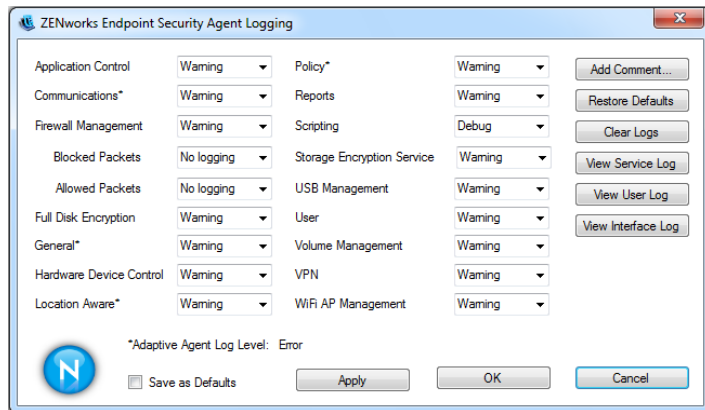 ZENworks Endpoint Security Agent Logging
Application Control Warning Policy* Warning Add Comment...
Communications* Warning Reports Warning Restore Defaults
Firewall Management Warning Scripting Debug Clear Logs
Blocked Packets No logging Storage Encryption Service Warning View Service Log
Allowed Packets No logging USB Management Warning View User Log
Full Disk Encryption Warning User Warning View Interface Log
General* Warning Volume Management Warning
Hardware Device Control Warning VPN Warning
Location Aware* Warning WiFi AP Management Warning
*Adaptive Agent Log Level: Error
N
Save as Defaults Apply OK Cancel